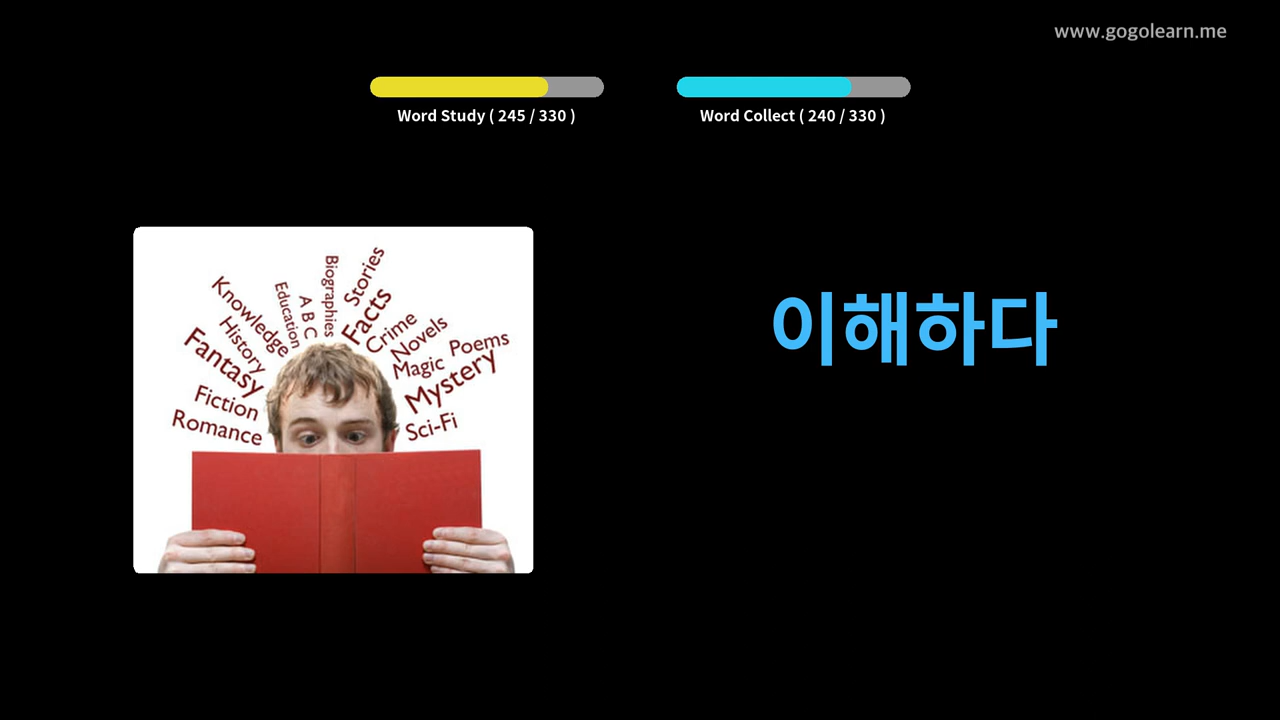 www.gogolearn.me
Word Study ( 245 / 330 )
Word Collect ( 240 / 330 )
이해하다
Romance
Fiction
Fantasy
History
Knowledge
Education
A B C
Biographies
Stories
Facts
Crime
Novels
Magic
Poems
Mystery
Sci-Fi